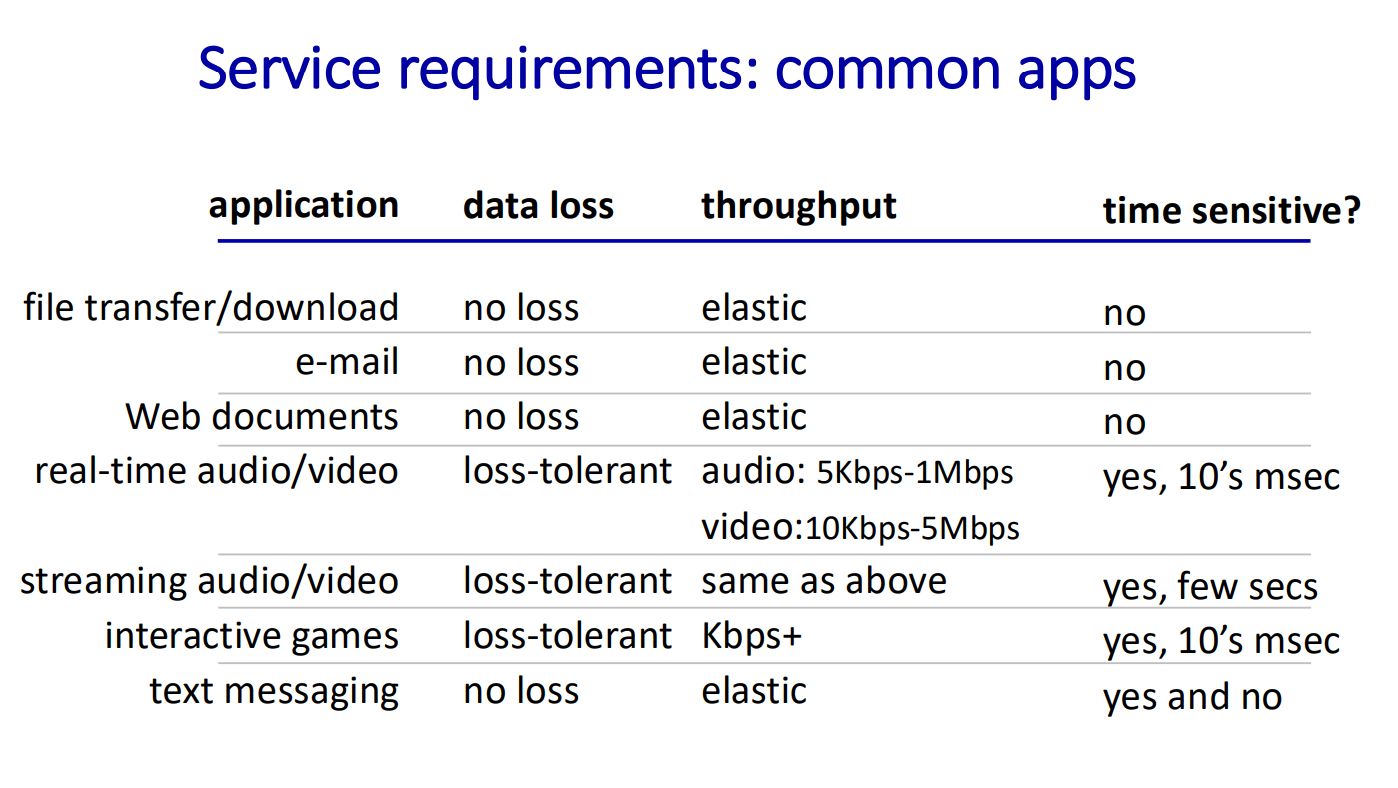 Service requirements: common apps
application data loss throughput time sensitive?
file transfer/download no loss elastic no
e-mail no loss elastic no
Web documents no loss elastic no
real-time audio/video loss-tolerant audio: 5Kbps-1Mbps yes, 10’s msec
video:10Kbps-5Mbps
streaming audio/video loss-tolerant same as above yes, few secs
interactive games loss-tolerant Kbps+ yes, 10’s msec
text messaging no loss elastic yes and no